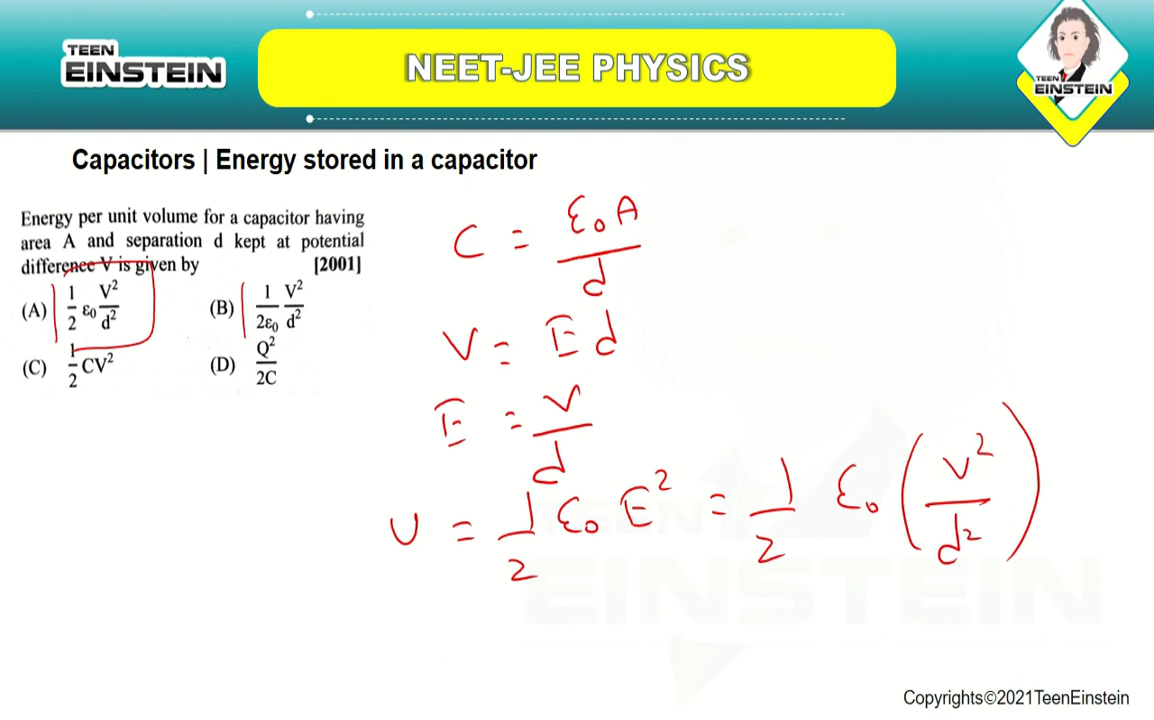 TEEN
EINSTEIN
NEET-JEE PHYSICS
TEEN
EINSTEIN
Capacitors | Energy stored in a capacitor
Energy per unit volume for a capacitor having
area A and separation d kept at potential
difference V is given by [2001]
(A) 1/2 ε₀ V²/d² (B) 1/2ε₀ V²/d²
(C) 1/2 CV² (D) Q²/2C
C = ε₀A/d
V = Ed
E = V/d
U = 1/2 ε₀ E² = 1/2 ε₀ (V²/d²)
TEEN
EINSTEIN
Copyrights©2021TeenEinstein